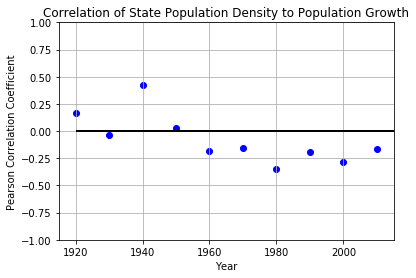 Correlation of State Population Density to Population Growth
1.00
0.75
0.50
0.25
0.00
−0.25
−0.50
−0.75
−1.00
Pearson Correlation Coefficient
1920 1940 1960 1980 2000
Year